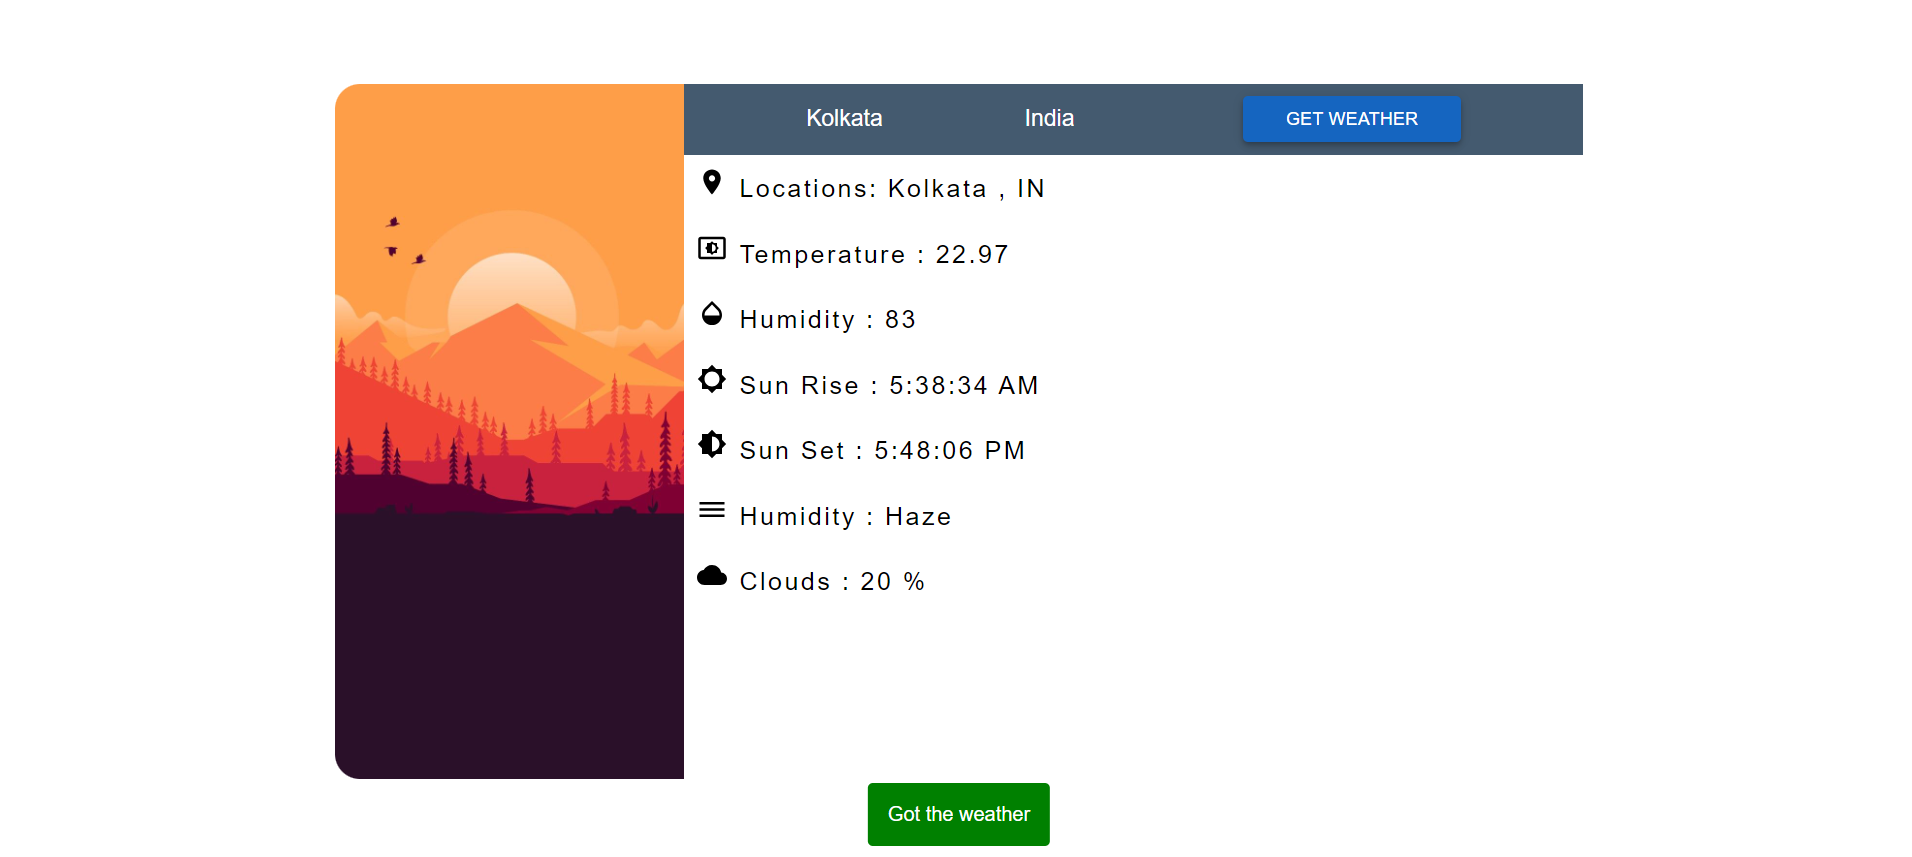 Kolkata India GET WEATHER
Locations: Kolkata , IN
Temperature : 22.97
Humidity : 83
Sun Rise : 5:38:34 AM
Sun Set : 5:48:06 PM
Humidity : Haze
Clouds : 20 %
Got the weather